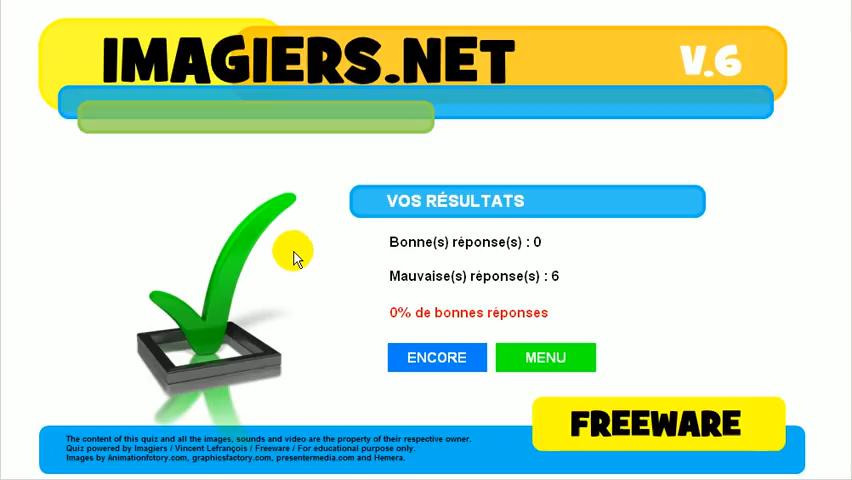 IMAGIERS.NET
V.6
VOS RÉSULTATS
Bonne(s) réponse(s) : 0
Mauvaise(s) réponse(s) : 6
0% de bonnes réponses
ENCORE
MENU
FREEWARE
The content of this quiz and all the images, sounds and video are the property of their respective owner.
Quiz powered by Imagiers / Vincent Lefrançois / Freeware / For educational purpose only.
Images by Animationfctory.com, graphicsfactory.com, presentermedia.com and Hemera.